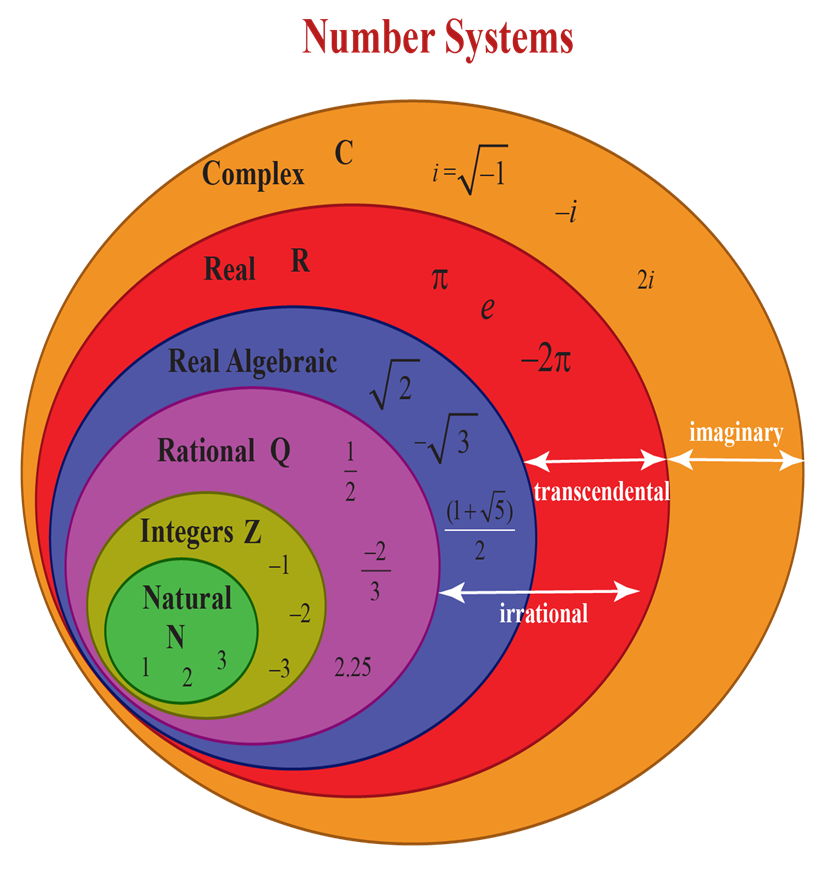 Number Systems
Complex C
i = √−1
−i
2i
Real R
π
e
−2π
Real Algebraic
√2
−√3
(1+√5)/2
Rational Q
1/2
−2/3
2.25
Integers Z
−1
−2
−3
Natural
N
1 2 3
imaginary
transcendental
irrational